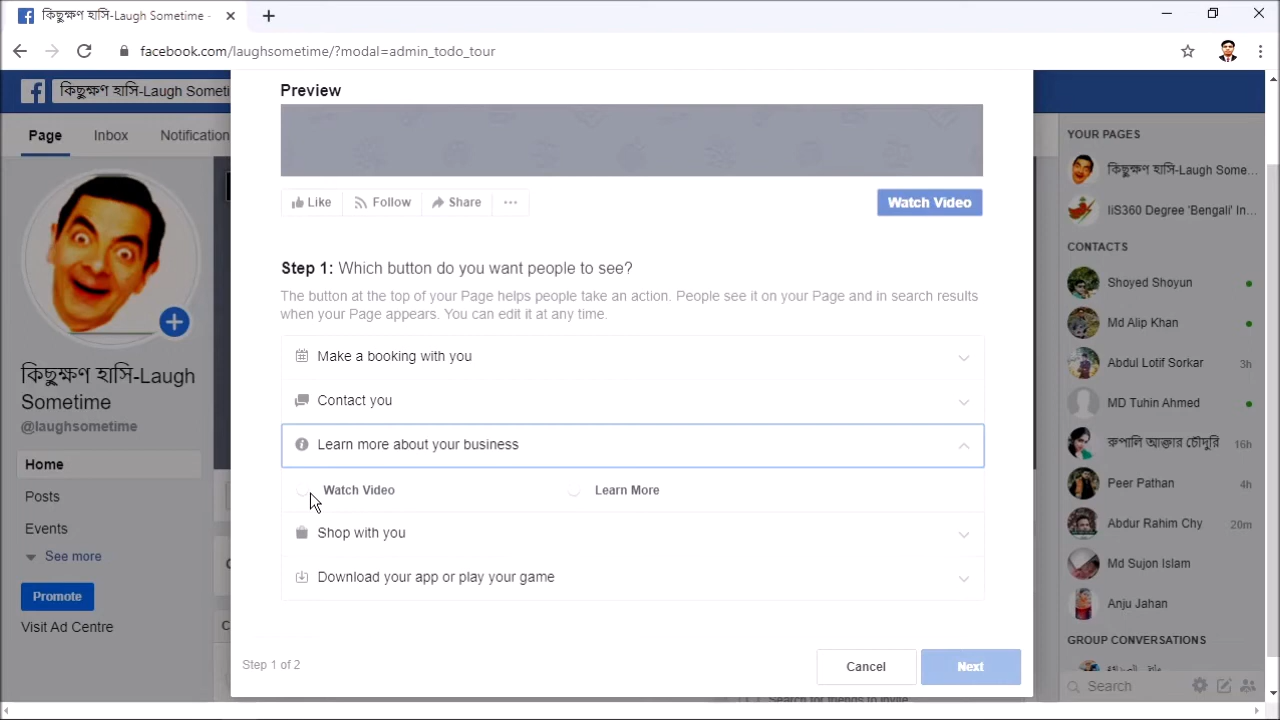 কিছুক্ষণ হাসি-Laugh Sometime -
facebook.com/laughsometime/?modal=admin_todo_tour
কিছুক্ষণ হাসি-Laugh Someti
Page Inbox Notification
Preview
Like Follow Share ...
Watch Video
Step 1: Which button do you want people to see?
The button at the top of your Page helps people take an action. People see it on your Page and in search results
when your Page appears. You can edit it at any time.
Make a booking with you
Contact you
Learn more about your business
Watch Video Learn More
Shop with you
Download your app or play your game
Step 1 of 2
Cancel Next
কিছুক্ষণ হাসি-Laugh
Sometime
@laughsometime
Home
Posts
Events
See more
Promote
Visit Ad Centre
YOUR PAGES
কিছুক্ষণ হাসি-Laugh Some...
IiS360 Degree 'Bengali' In...
CONTACTS
Shoyed Shoyun
Md Alip Khan
Abdul Lotif Sorkar 3h
MD Tuhin Ahmed
রুপালি আক্তার চৌদুরি 16h
Peer Pathan 4h
Abdur Rahim Chy 20m
Md Sujon Islam
Anju Jahan
GROUP CONVERSATIONS
Search
Search for friends to invite